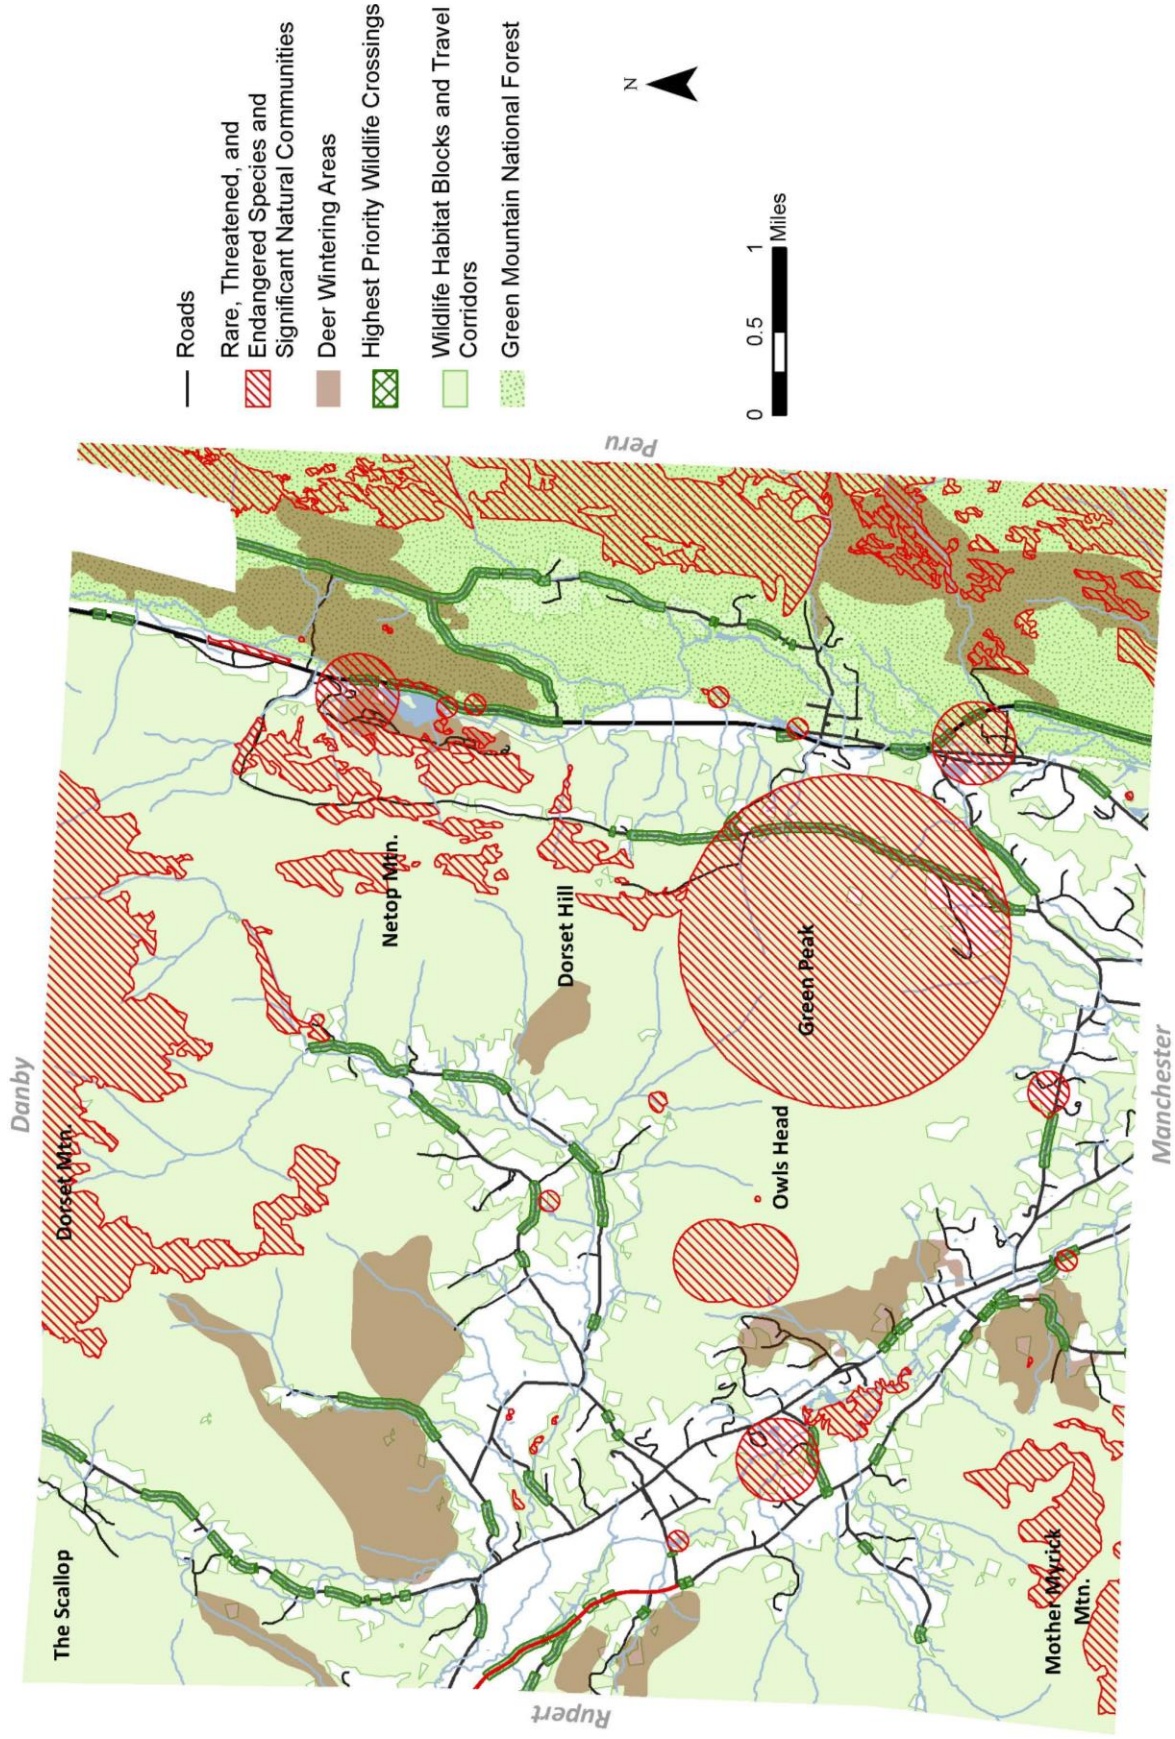 Danby
Peru
Manchester
Rupert
The Scallop
Dorset Mtn.
Netop Mtn.
Dorset Hill
Green Peak
Owls Head
Mother Myrick
Mtn.
Roads
Rare, Threatened, and
Endangered Species and
Significant Natural Communities
Deer Wintering Areas
Highest Priority Wildlife Crossings
Wildlife Habitat Blocks and Travel
Corridors
Green Mountain National Forest
N
0 0.5 1
Miles